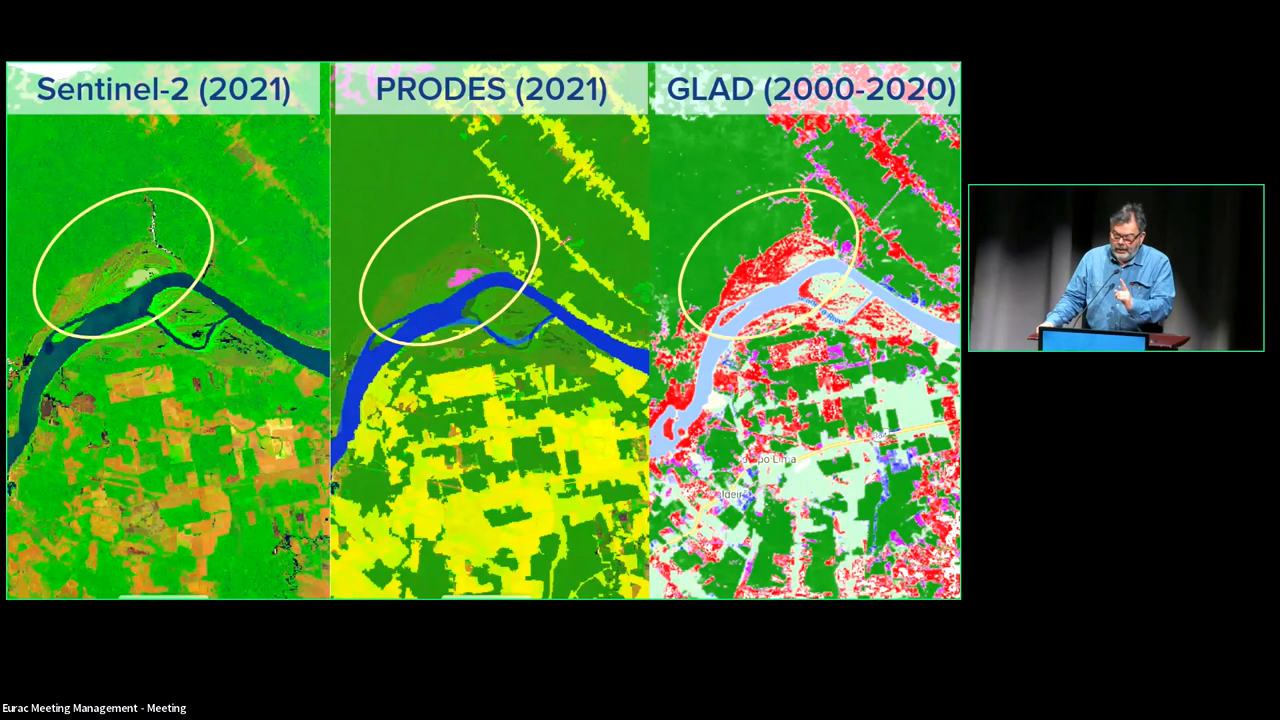 Sentinel-2 (2021)
PRODES (2021)
GLAD (2000-2020)
Eurac Meeting Management - Meeting